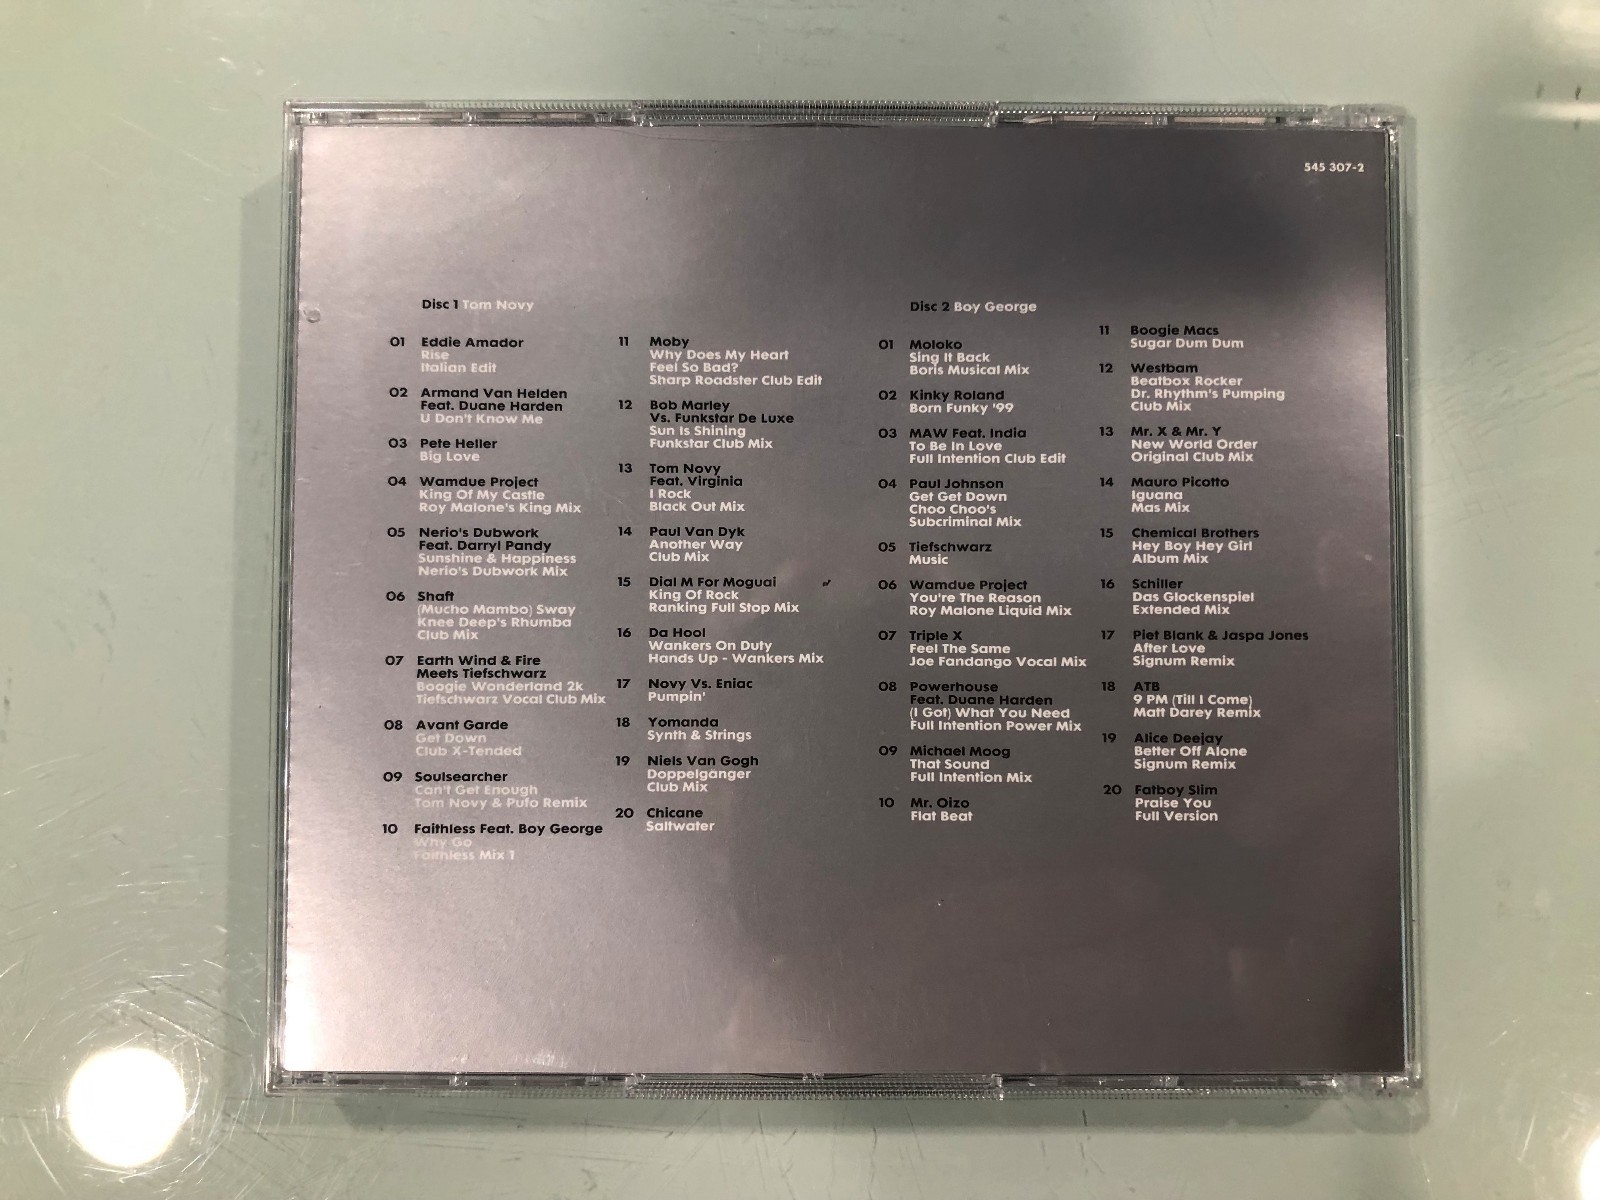 545 307-2
Disc 1 Tom Novy
01 Eddie Amador
Rise
Italian Edit
02 Armand Van Helden
Feat. Duane Harden
U Don't Know Me
03 Pete Heller
Big Love
04 Wamdue Project
King Of My Castle
Roy Malone's King Mix
05 Nerio's Dubwork
Feat. Darryl Pandy
Sunshine & Happiness
Nerio's Dubwork Mix
06 Shaft
(Mucho Mambo) Sway
Knee Deep's Rhumba
Club Mix
07 Earth Wind & Fire
Meets Tiefschwarz
Boogie Wonderland 2k
Tiefschwarz Vocal Club Mix
08 Avant Garde
Get Down
Club X-Tended
09 Soulsearcher
Can't Get Enough
Tom Novy & Pufo Remix
10 Faithless Feat. Boy George
Why Go
Faithless Mix 1
11 Moby
Why Does My Heart
Feel So Bad?
Sharp Roadster Club Edit
12 Bob Marley
Vs. Funkstar De Luxe
Sun Is Shining
Funkstar Club Mix
13 Tom Novy
Feat. Virginia
I Rock
Black Out Mix
14 Paul Van Dyk
Another Way
Club Mix
15 Dial M For Moguai
King Of Rock
Ranking Full Stop Mix
16 Da Hool
Wankers On Duty
Hands Up - Wankers Mix
17 Novy Vs. Eniac
Pumpin'
18 Yomanda
Synth & Strings
19 Niels Van Gogh
Doppelgänger
Club Mix
20 Chicane
Saltwater
Disc 2 Boy George
01 Moloko
Sing It Back
Boris Musical Mix
02 Kinky Roland
Born Funky '99
03 MAW Feat. India
To Be In Love
Full Intention Club Edit
04 Paul Johnson
Get Get Down
Choo Choo's
Subcriminal Mix
05 Tiefschwarz
Music
06 Wamdue Project
You're The Reason
Roy Malone Liquid Mix
07 Triple X
Feel The Same
Joe Fandango Vocal Mix
08 Powerhouse
Feat. Duane Harden
(I Got) What You Need
Full Intention Power Mix
09 Michael Moog
That Sound
Full Intention Mix
10 Mr. Oizo
Flat Beat
11 Boogie Macs
Sugar Dum Dum
12 Westbam
Beatbox Rocker
Dr. Rhythm's Pumping
Club Mix
13 Mr. X & Mr. Y
New World Order
Original Club Mix
14 Mauro Picotto
Iguana
Mas Mix
15 Chemical Brothers
Hey Boy Hey Girl
Album Mix
16 Schiller
Das Glockenspiel
Extended Mix
17 Piet Blank & Jaspa Jones
After Love
Signum Remix
18 ATB
9 PM (Till I Come)
Matt Darey Remix
19 Alice Deejay
Better Off Alone
Signum Remix
20 Fatboy Slim
Praise You
Full Version